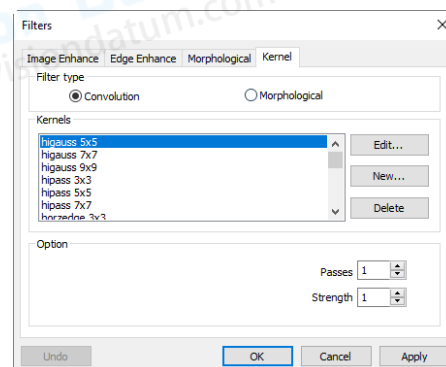 Filters
Image Enhance Edge Enhance Morphological Kernel
Filter type
Convolution Morphological
Kernels
higauss 5x5
higauss 7x7
higauss 9x9
hipass 3x3
hipass 5x5
hipass 7x7
horzedge 3x3
Edit...
New...
Delete
Option
Passes 1
Strength 1
Undo OK Cancel Apply